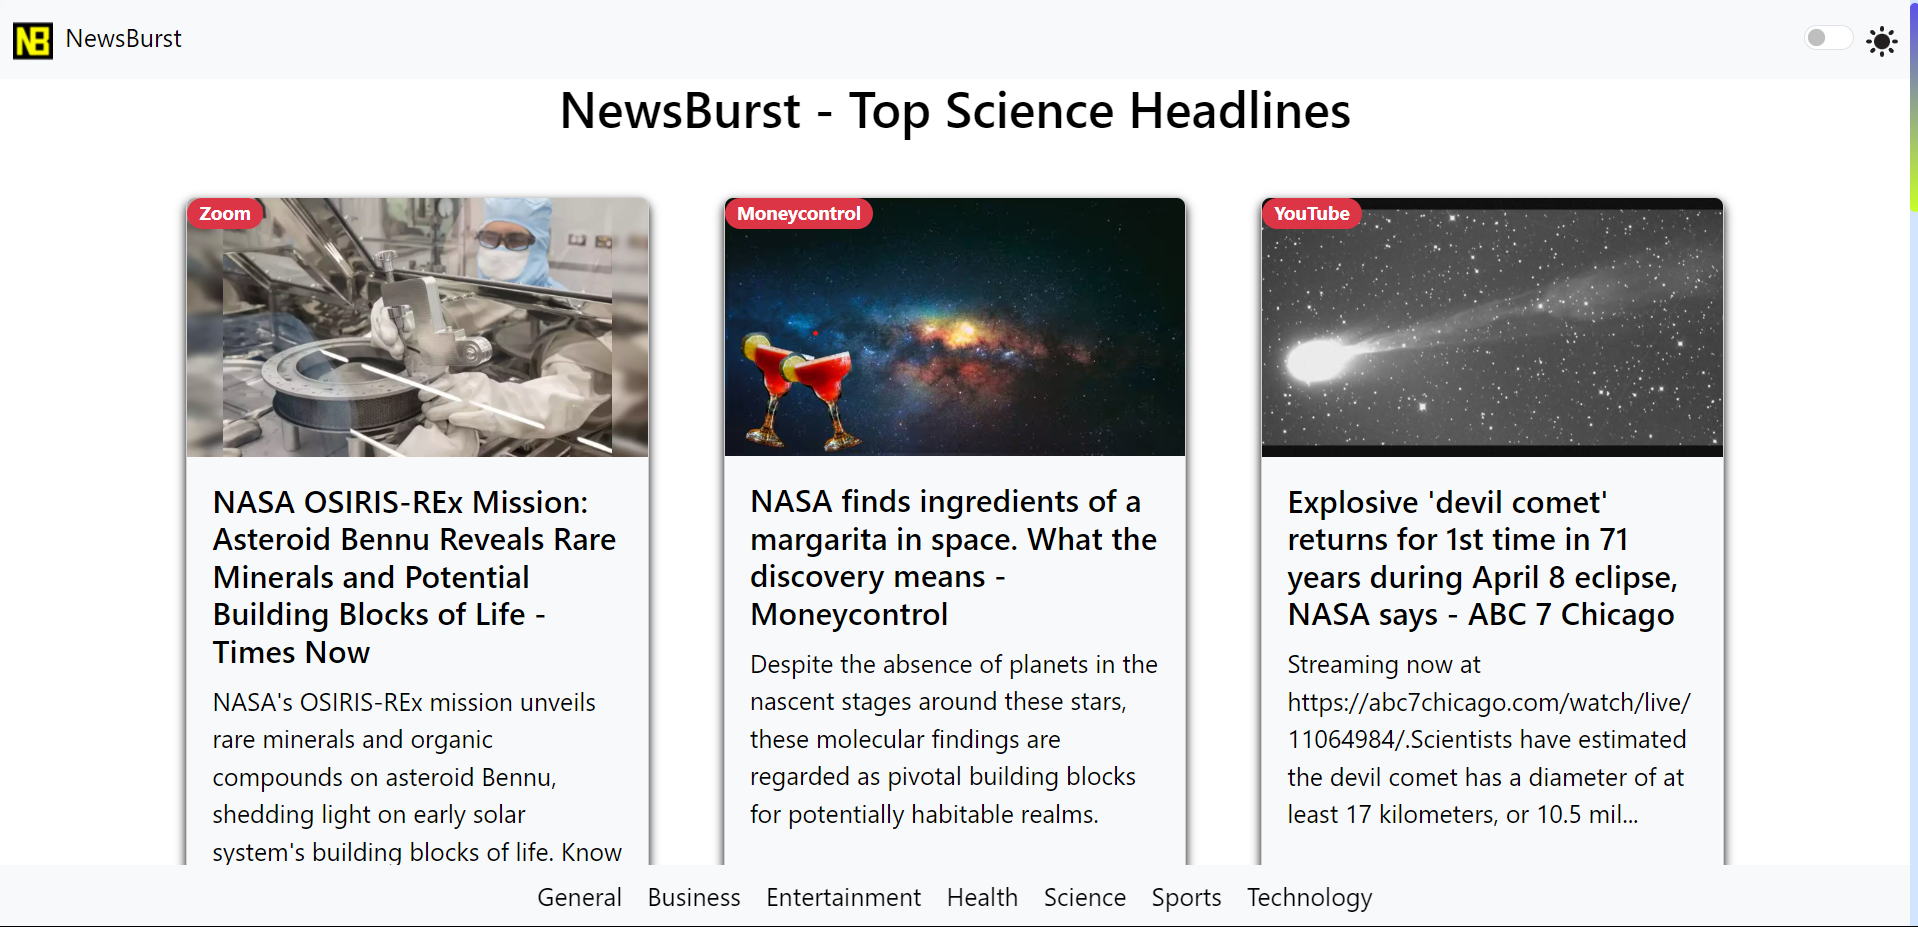 NB NewsBurst
NewsBurst - Top Science Headlines
Zoom
NASA OSIRIS-REx Mission:
Asteroid Bennu Reveals Rare
Minerals and Potential
Building Blocks of Life -
Times Now
NASA's OSIRIS-REx mission unveils
rare minerals and organic
compounds on asteroid Bennu,
shedding light on early solar
system's building blocks of life. Know
Moneycontrol
NASA finds ingredients of a
margarita in space. What the
discovery means -
Moneycontrol
Despite the absence of planets in the
nascent stages around these stars,
these molecular findings are
regarded as pivotal building blocks
for potentially habitable realms.
YouTube
Explosive 'devil comet'
returns for 1st time in 71
years during April 8 eclipse,
NASA says - ABC 7 Chicago
Streaming now at
https://abc7chicago.com/watch/live/
11064984/.Scientists have estimated
the devil comet has a diameter of at
least 17 kilometers, or 10.5 mil...
General Business Entertainment Health Science Sports Technology